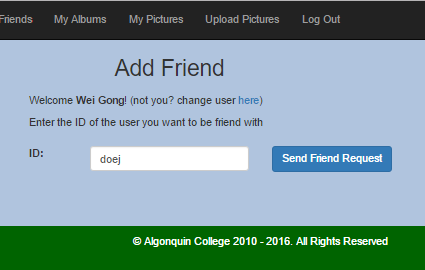 Friends My Albums My Pictures Upload Pictures Log Out
Add Friend
Welcome Wei Gong! (not you? change user here)
Enter the ID of the user you want to be friend with
ID: doej Send Friend Request
© Algonquin College 2010 - 2016. All Rights Reserved